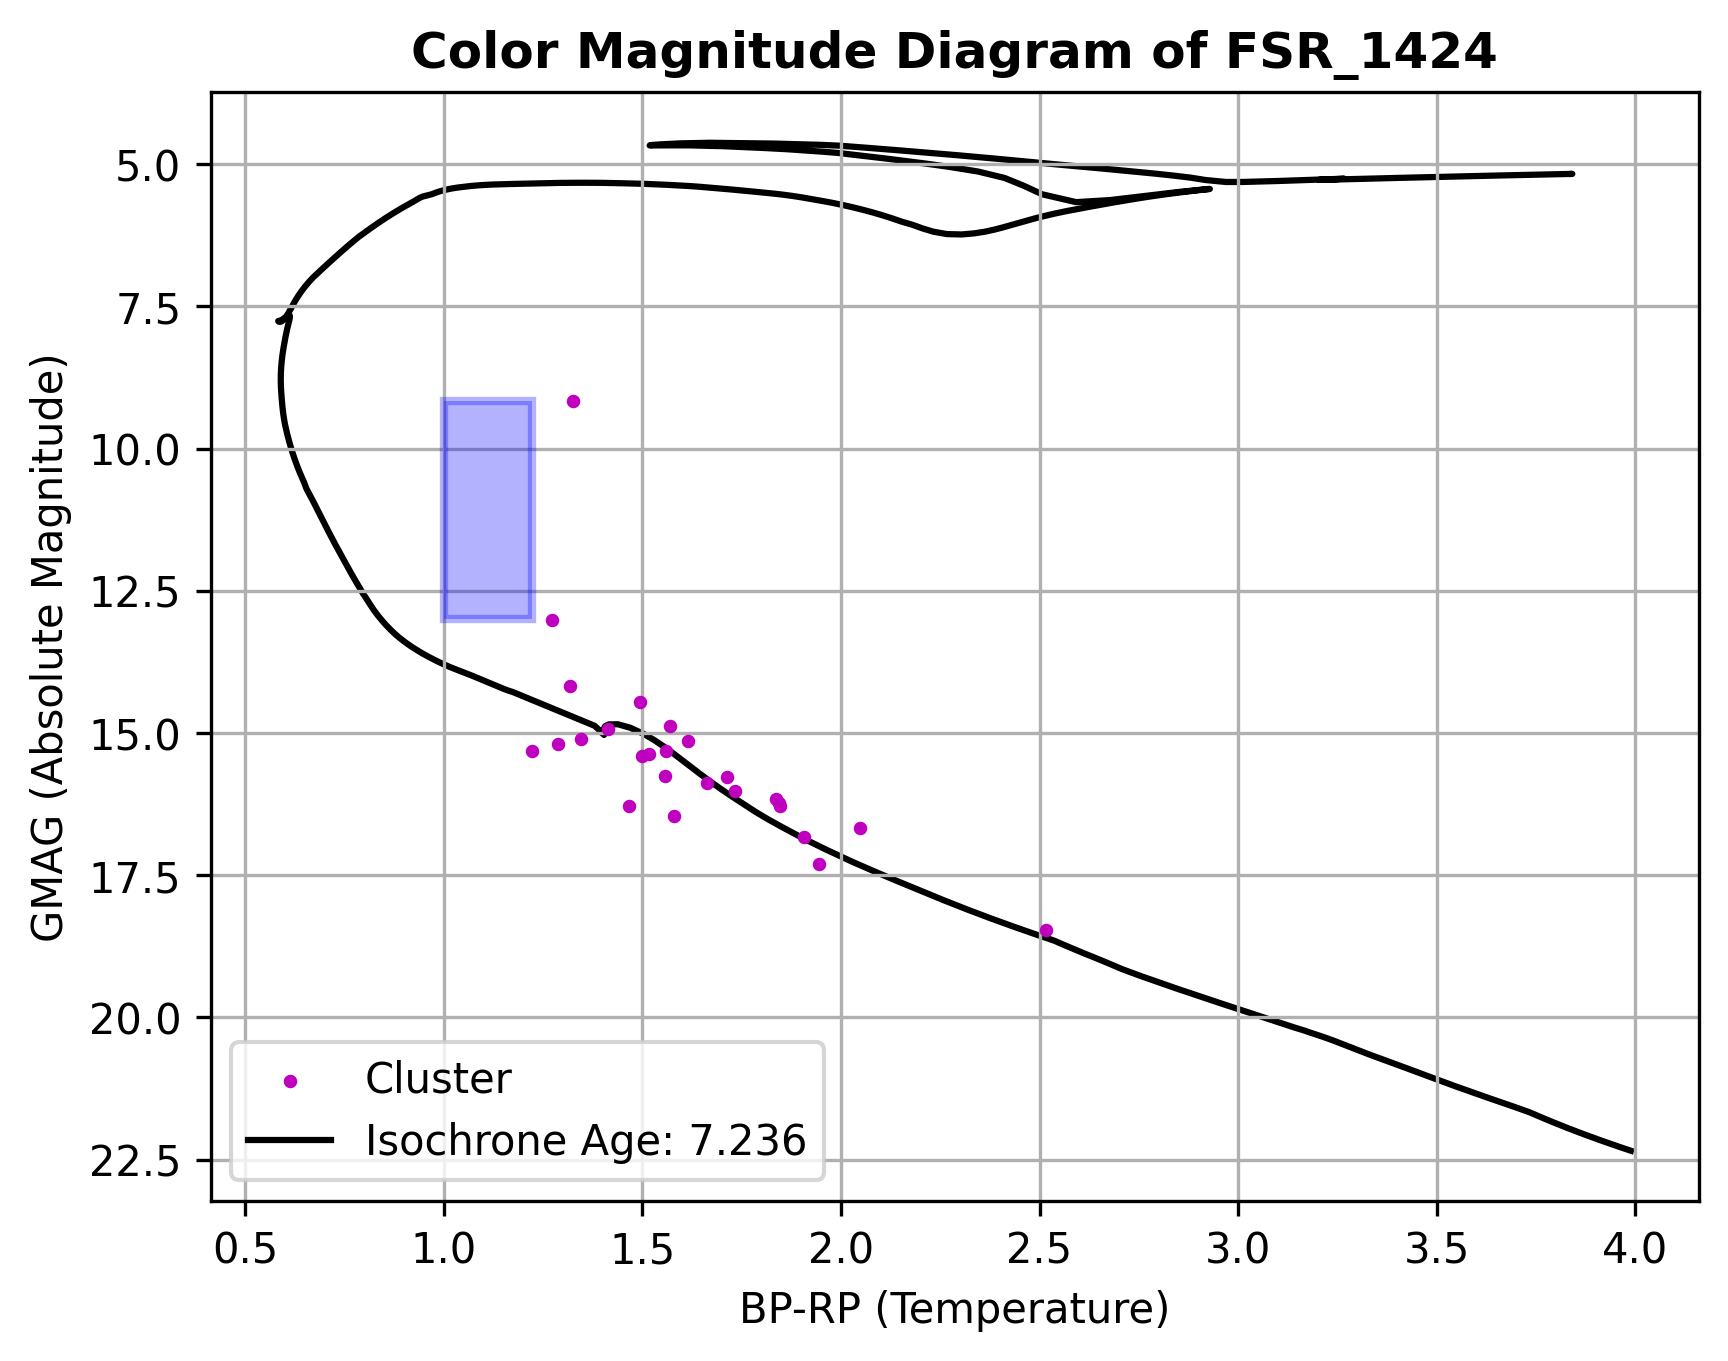 Color Magnitude Diagram of FSR_1424
GMAG (Absolute Magnitude)
5.0
7.5
10.0
12.5
15.0
17.5
20.0
22.5
Cluster
Isochrone Age: 7.236
0.5 1.0 1.5 2.0 2.5 3.0 3.5 4.0
BP-RP (Temperature)